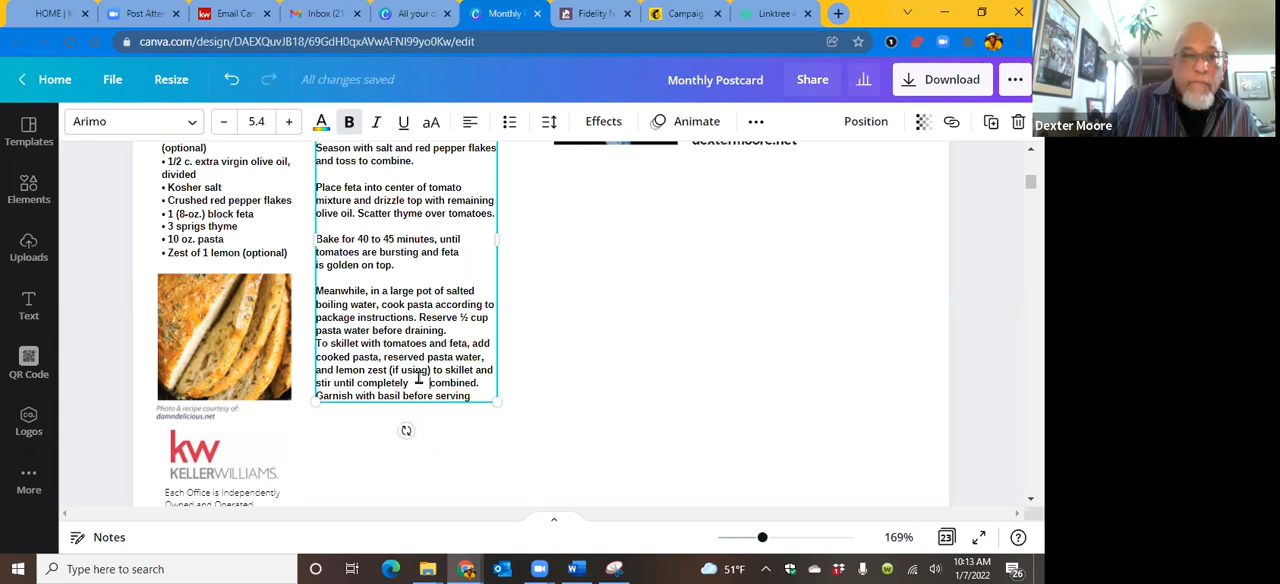 HOME | K
Post Atter
Email Car
Inbox (21
All your d
Monthly
Fidelity N
Campaig
Linktree
canva.com/design/DAEXQuvJB18/69GdH0qxAVwAFNI99yo0Kw/edit
Home
File
Resize
All changes saved
Monthly Postcard
Share
Download
Dexter Moore
Arimo
5.4
A
B
I
U
aA
Effects
Animate
Position
Templates
Elements
Uploads
Text
QR Code
Logos
More
(optional)
• 1/2 c. extra virgin olive oil,
divided
• Kosher salt
• Crushed red pepper flakes
• 1 (8-oz.) block feta
• 3 sprigs thyme
• 10 oz. pasta
• Zest of 1 lemon (optional)
Photo & recipe courtesy of:
damndelicious.net
kw
KELLERWILLIAMS.
Each Office is Independently
Owned and Operated
Season with salt and red pepper flakes
and toss to combine.
Place feta into center of tomato
mixture and drizzle top with remaining
olive oil. Scatter thyme over tomatoes.
Bake for 40 to 45 minutes, until
tomatoes are bursting and feta
is golden on top.
Meanwhile, in a large pot of salted
boiling water, cook pasta according to
package instructions. Reserve ½ cup
pasta water before draining.
To skillet with tomatoes and feta, add
cooked pasta, reserved pasta water,
and lemon zest (if using) to skillet and
stir until completely combined.
Garnish with basil before serving
dextermoore.net
Notes
169%
23
Type here to search
51°F
10:13 AM
1/7/2022
26